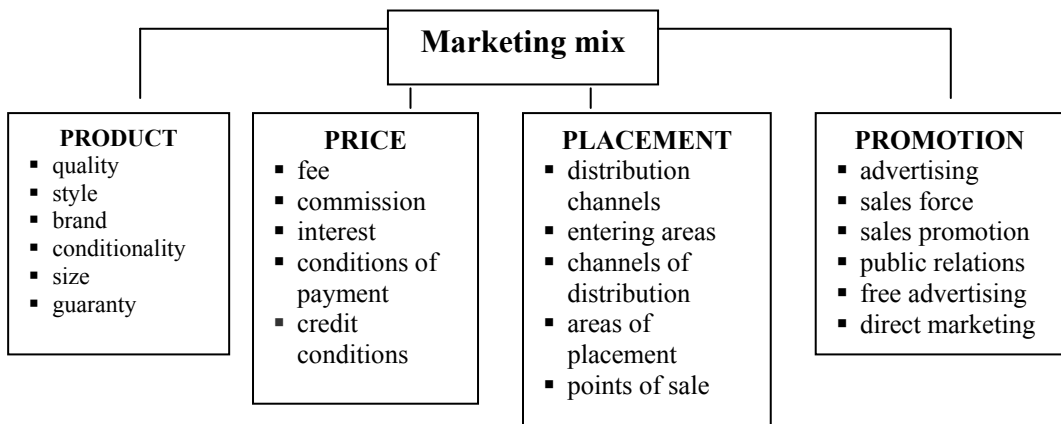 Marketing mix
PRODUCT
▪ quality
▪ style
▪ brand
▪ conditionality
▪ size
▪ guaranty
PRICE
▪ fee
▪ commission
▪ interest
▪ conditions of
payment
▪ credit
conditions
PLACEMENT
▪ distribution
channels
▪ entering areas
▪ channels of
distribution
▪ areas of
placement
▪ points of sale
PROMOTION
▪ advertising
▪ sales force
▪ sales promotion
▪ public relations
▪ free advertising
▪ direct marketing